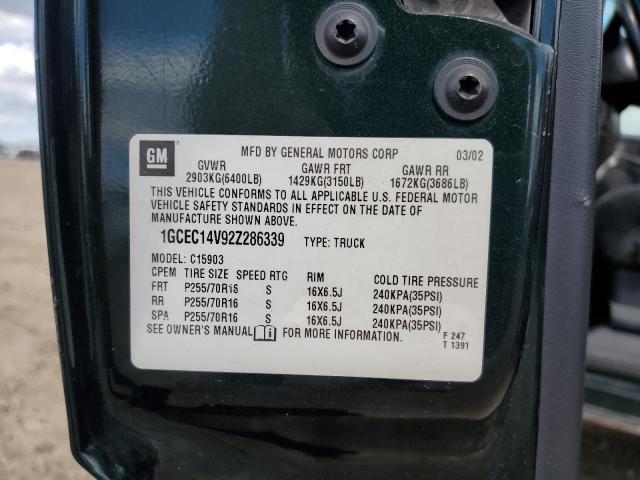 GM
MFD BY GENERAL MOTORS CORP 03/02
GVWR GAWR FRT GAWR RR
2903KG(6400LB) 1429KG(3150LB) 1672KG(3686LB)
THIS VEHICLE CONFORMS TO ALL APPLICABLE U.S. FEDERAL MOTOR
VEHICLE SAFETY STANDARDS IN EFFECT ON THE DATE OF
MANUFACTURE SHOWN ABOVE.
1GCEC14V92Z286339 TYPE: TRUCK
MODEL: C15903
CPEM TIRE SIZE SPEED RTG RIM COLD TIRE PRESSURE
FRT P255/70R16 S 16X6.5J 240KPA(35PSI)
RR P255/70R16 S 16X6.5J 240KPA(35PSI)
SPA P255/70R16 S 16X6.5J 240KPA(35PSI)
SEE OWNER'S MANUAL FOR MORE INFORMATION.
F 247
T 1391